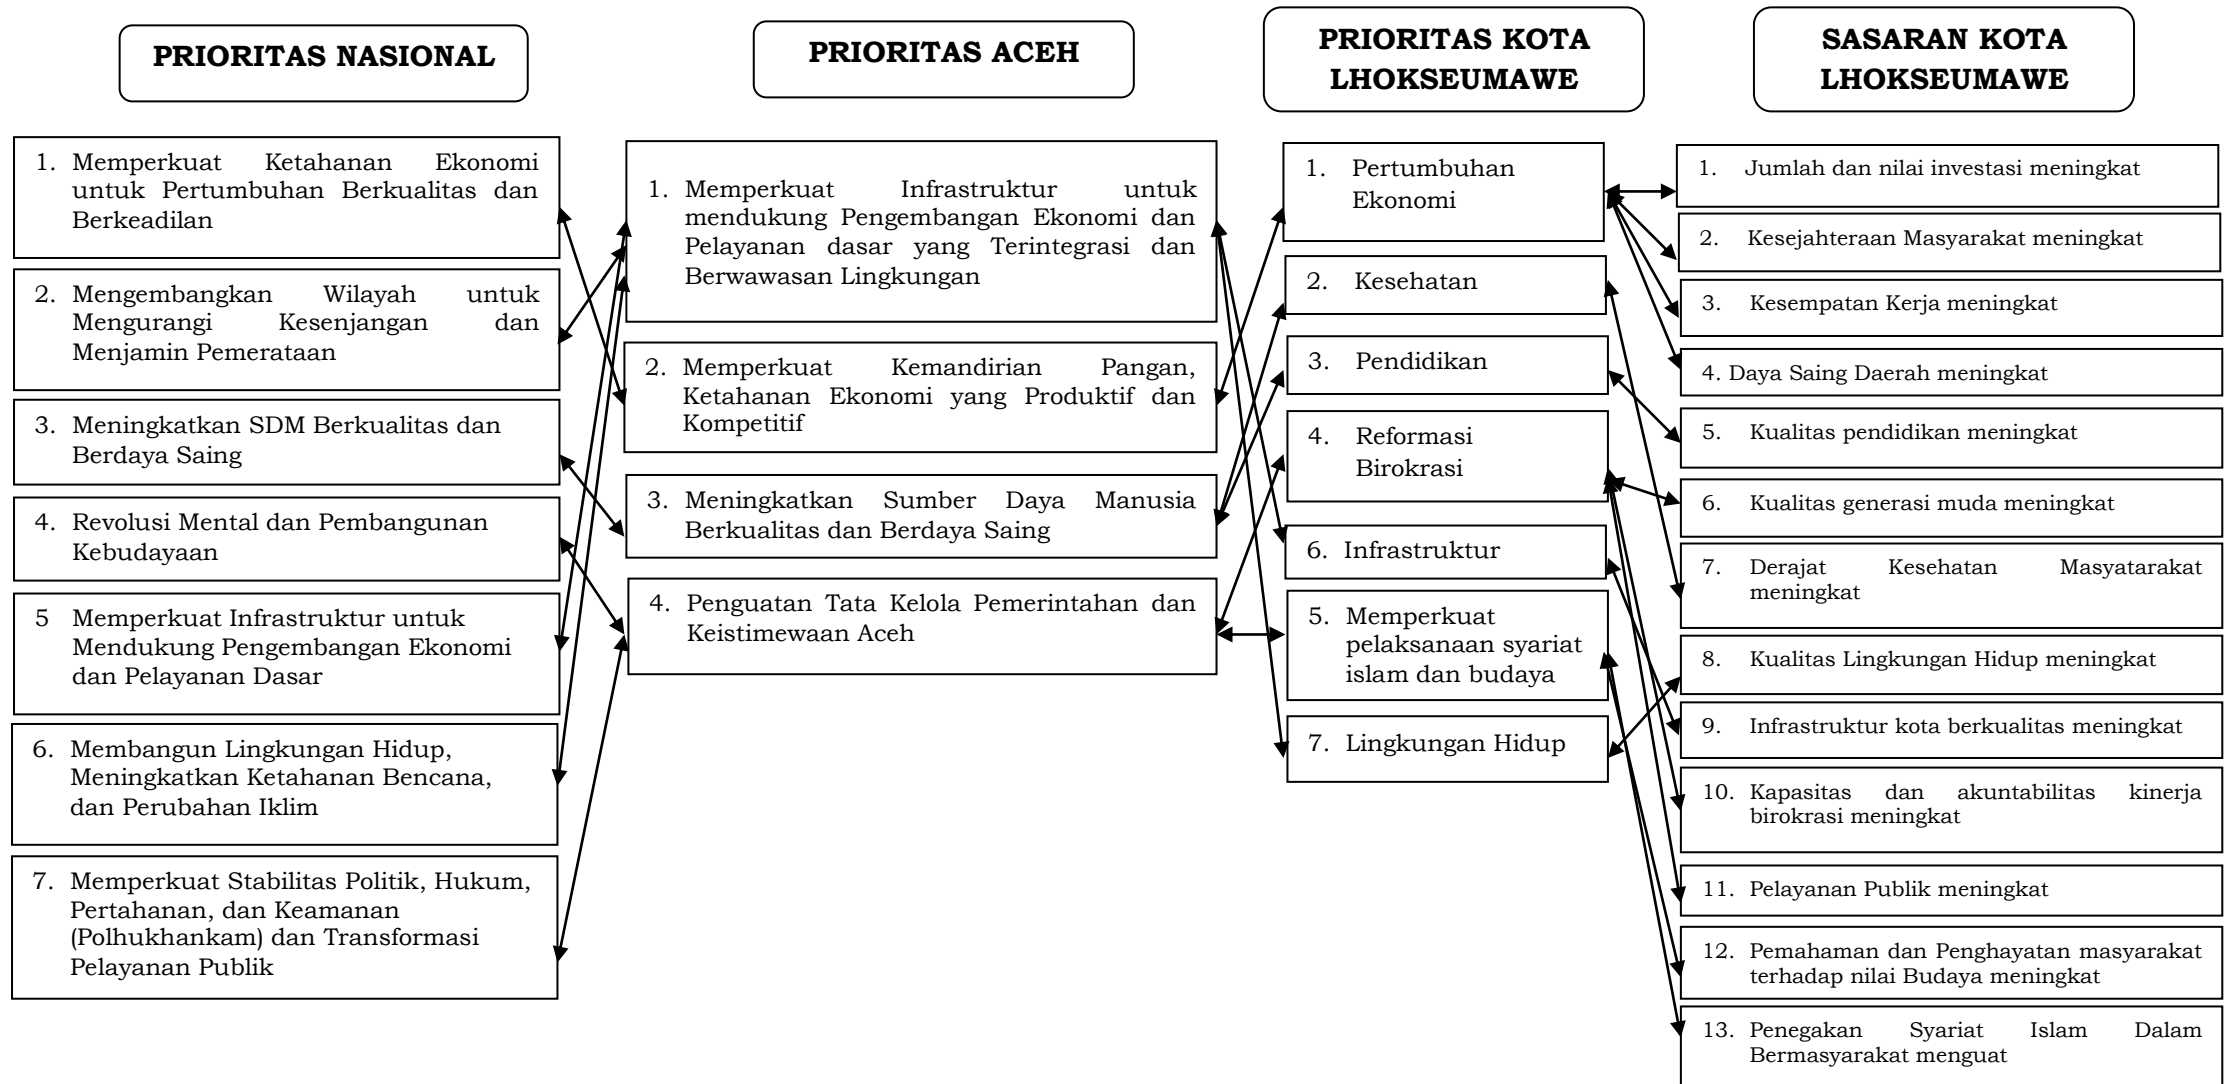 PRIORITAS NASIONAL
PRIORITAS ACEH
PRIORITAS KOTA
LHOKSEUMAWE
SASARAN KOTA
LHOKSEUMAWE
1. Memperkuat Ketahanan Ekonomi
untuk Pertumbuhan Berkualitas dan
Berkeadilan
2. Mengembangkan Wilayah untuk
Mengurangi Kesenjangan dan
Menjamin Pemerataan
3. Meningkatkan SDM Berkualitas dan
Berdaya Saing
4. Revolusi Mental dan Pembangunan
Kebudayaan
5 Memperkuat Infrastruktur untuk
Mendukung Pengembangan Ekonomi
dan Pelayanan Dasar
6. Membangun Lingkungan Hidup,
Meningkatkan Ketahanan Bencana,
dan Perubahan Iklim
7. Memperkuat Stabilitas Politik, Hukum,
Pertahanan, dan Keamanan
(Polhukhankam) dan Transformasi
Pelayanan Publik
1. Memperkuat Infrastruktur untuk
mendukung Pengembangan Ekonomi dan
Pelayanan dasar yang Terintegrasi dan
Berwawasan Lingkungan
2. Memperkuat Kemandirian Pangan,
Ketahanan Ekonomi yang Produktif dan
Kompetitif
3. Meningkatkan Sumber Daya Manusia
Berkualitas dan Berdaya Saing
4. Penguatan Tata Kelola Pemerintahan dan
Keistimewaan Aceh
1. Pertumbuhan
Ekonomi
2. Kesehatan
3. Pendidikan
4. Reformasi
Birokrasi
6. Infrastruktur
5. Memperkuat
pelaksanaan syariat
islam dan budaya
7. Lingkungan Hidup
1. Jumlah dan nilai investasi meningkat
2. Kesejahteraan Masyarakat meningkat
3. Kesempatan Kerja meningkat
4. Daya Saing Daerah meningkat
5. Kualitas pendidikan meningkat
6. Kualitas generasi muda meningkat
7. Derajat Kesehatan Masyatarakat
meningkat
8. Kualitas Lingkungan Hidup meningkat
9. Infrastruktur kota berkualitas meningkat
10. Kapasitas dan akuntabilitas kinerja
birokrasi meningkat
11. Pelayanan Publik meningkat
12. Pemahaman dan Penghayatan masyarakat
terhadap nilai Budaya meningkat
13. Penegakan Syariat Islam Dalam
Bermasyarakat menguat